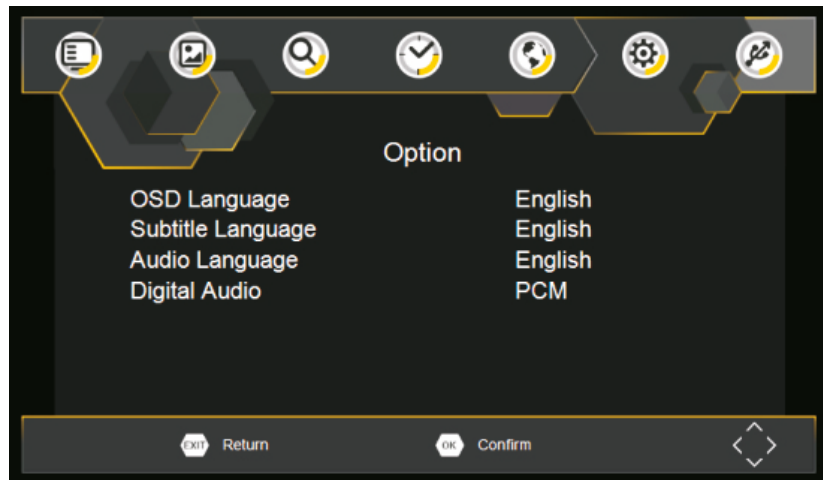 Option
OSD Language English
Subtitle Language English
Audio Language English
Digital Audio PCM
EXIT Return OK Confirm